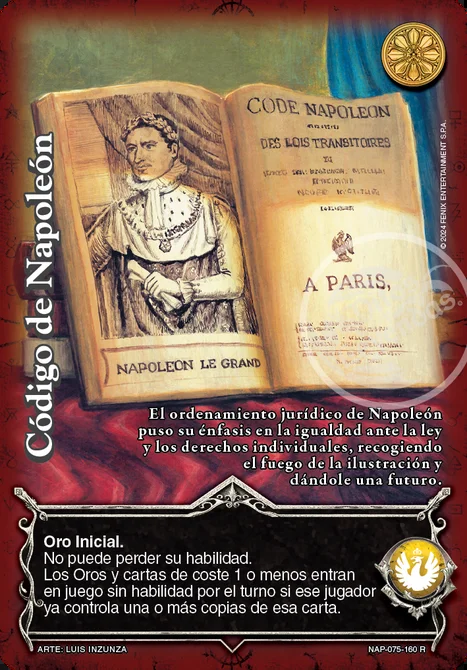 Código de Napoleón
CODE NAPOLEON
DES LOIS TRANSITOIRES
A PARIS,
NAPOLEON LE GRAND
© 2024 FENIX ENTERTAINMENT S.P.A.
El ordenamiento jurídico de Napoleón
puso su énfasis en la igualdad ante la ley
y los derechos individuales, recogiendo
el fuego de la ilustración y
dándole una futuro.
Oro Inicial.
No puede perder su habilidad.
Los Oros y cartas de coste 1 o menos entran
en juego sin habilidad por el turno si ese jugador
ya controla una o más copias de esa carta.
ARTE: LUIS INZUNZA
NAP-075-160 R